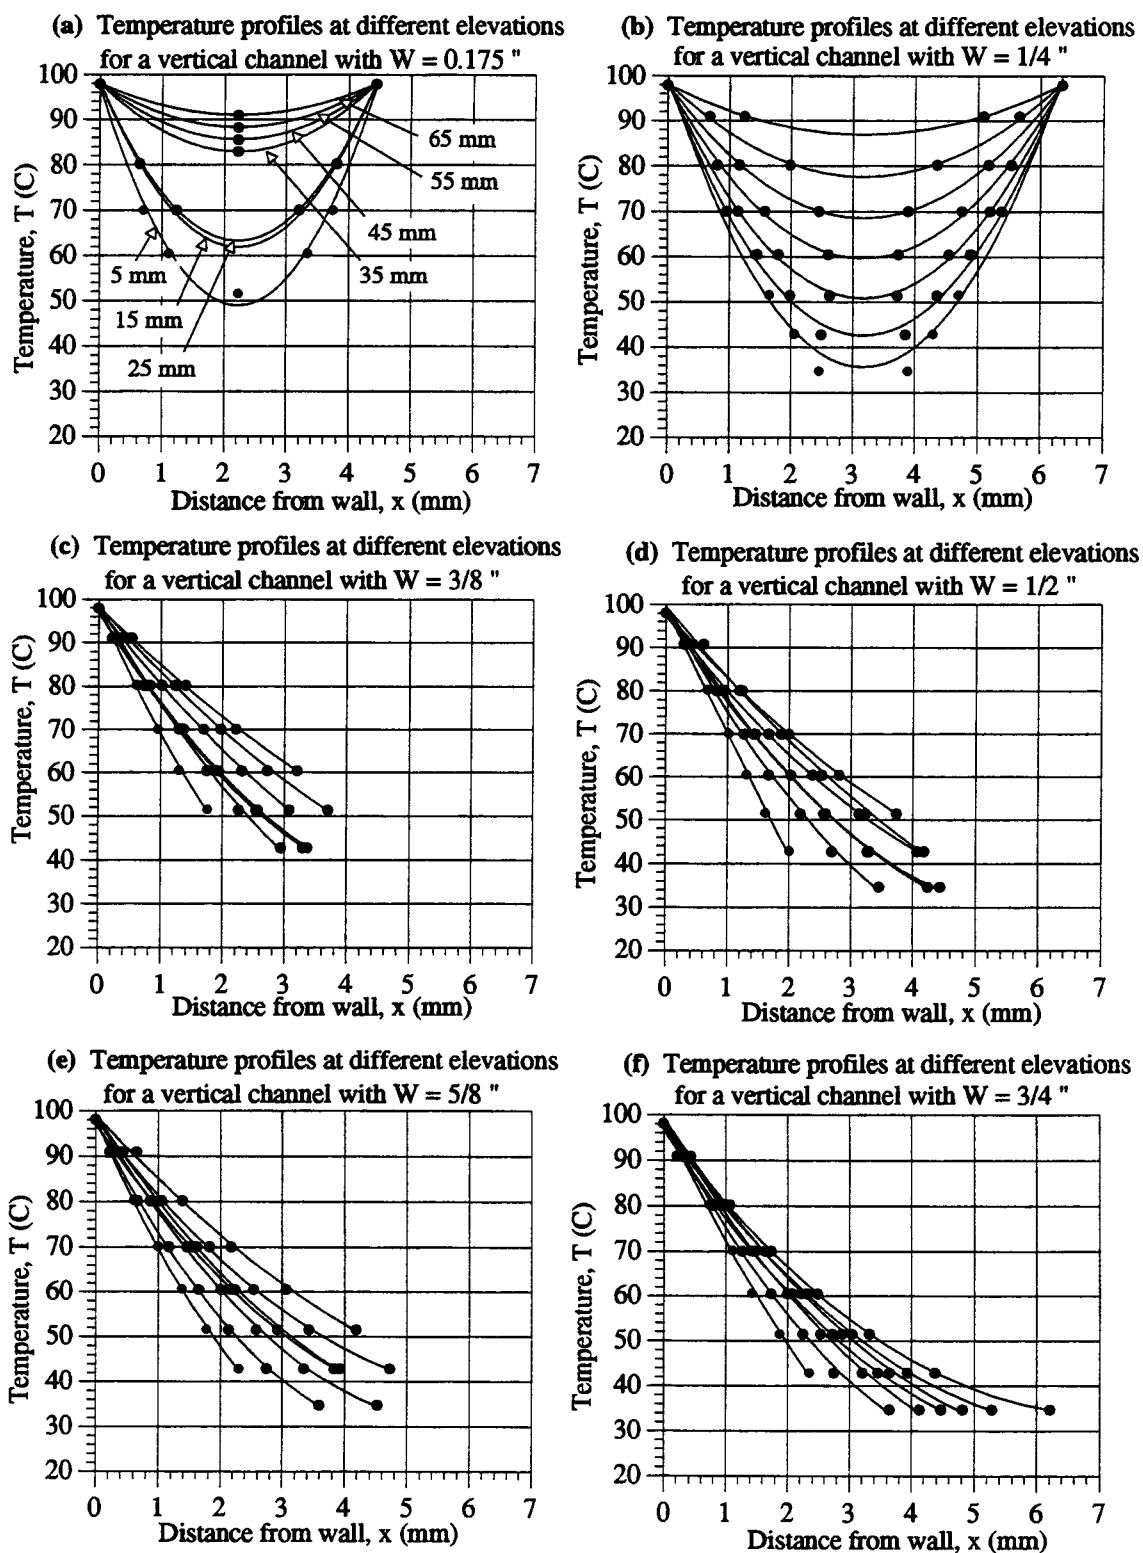 (a) Temperature profiles at different elevations
for a vertical channel with W = 0.175 "
100
90
80
70
60
50
40
30
20
Temperature, T (C)
65 mm
55 mm
45 mm
35 mm
5 mm
15 mm
25 mm
0 1 2 3 4 5 6 7
Distance from wall, x (mm)
(b) Temperature profiles at different elevations
for a vertical channel with W = 1/4 "
100
90
80
70
60
50
40
30
20
Temperature, T (C)
0 1 2 3 4 5 6 7
Distance from wall, x (mm)
(c) Temperature profiles at different elevations
for a vertical channel with W = 3/8 "
100
90
80
70
60
50
40
30
20
Temperature, T (C)
0 1 2 3 4 5 6 7
Distance from wall, x (mm)
(d) Temperature profiles at different elevations
for a vertical channel with W = 1/2 "
100
90
80
70
60
50
40
30
20
Temperature, T (C)
0 1 2 3 4 5 6 7
Distance from wall, x (mm)
(e) Temperature profiles at different elevations
for a vertical channel with W = 5/8 "
100
90
80
70
60
50
40
30
20
Temperature, T (C)
0 1 2 3 4 5 6 7
Distance from wall, x (mm)
(f) Temperature profiles at different elevations
for a vertical channel with W = 3/4 "
100
90
80
70
60
50
40
30
20
Temperature, T (C)
0 1 2 3 4 5 6 7
Distance from wall, x (mm)